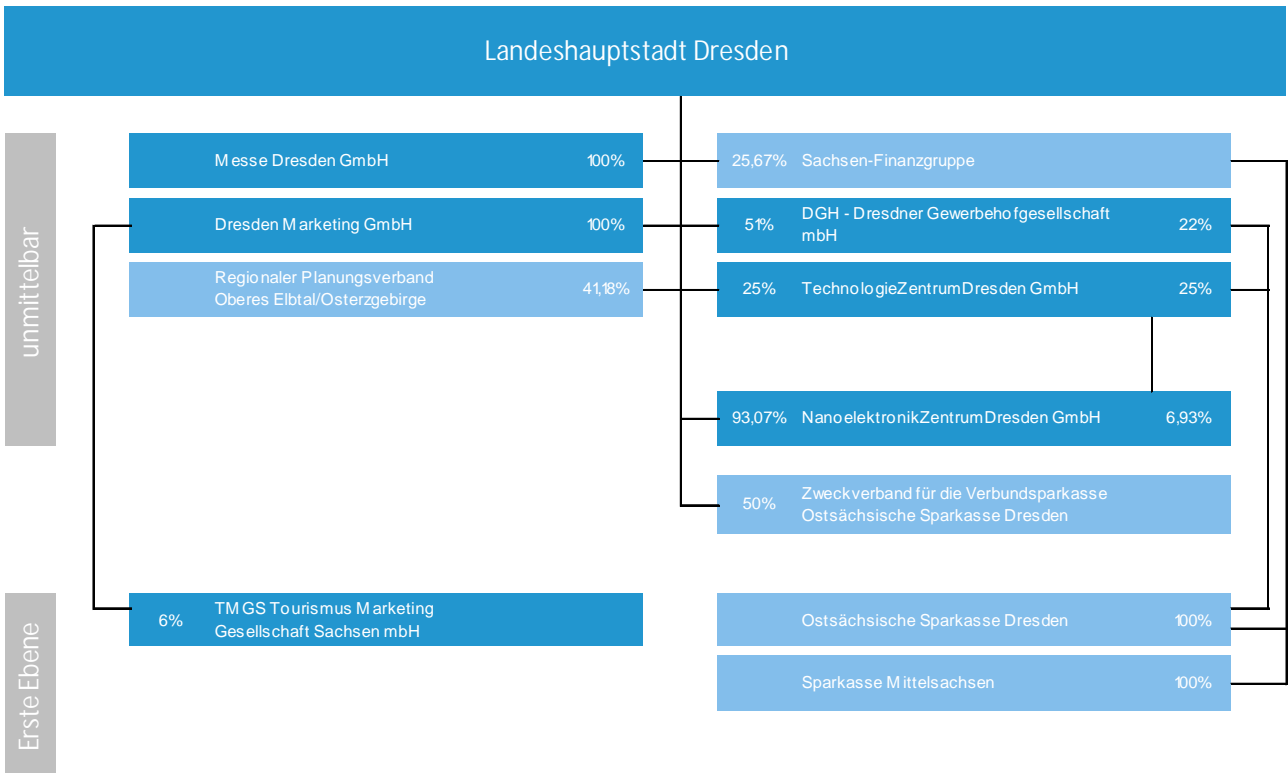 Landeshauptstadt Dresden
unmittelbar
Messe Dresden GmbH 100%
25,67% Sachsen-Finanzgruppe
Dresden Marketing GmbH 100%
51% DGH - Dresdner Gewerbehofgesellschaft
mbH 22%
Regionaler Planungsverband
Oberes Elbtal/Osterzgebirge 41,18%
25% TechnologieZentrumDresden GmbH 25%
93,07% NanoelektronikZentrumDresden GmbH 6,93%
50% Zweckverband für die Verbundsparkasse
Ostsächsische Sparkasse Dresden
Erste Ebene
6% TMGS Tourismus Marketing
Gesellschaft Sachsen mbH
Ostsächsische Sparkasse Dresden 100%
Sparkasse Mittelsachsen 100%